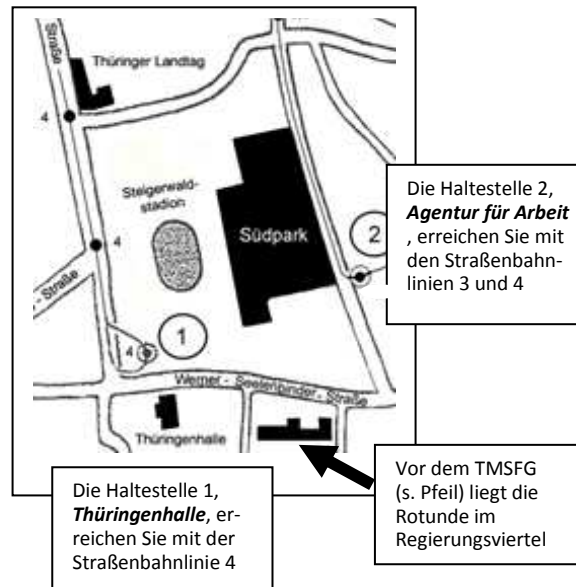 Straße
Thüringer Landtag
4
Steigerwald-
stadion
Südpark
4
2
- Straße
4
1
Werner - Seelenbinder - Straße
Thüringenhalle
Die Haltestelle 2,
Agentur für Arbeit
, erreichen Sie mit
den Straßenbahn-
linien 3 und 4
Die Haltestelle 1,
Thüringenhalle, er-
reichen Sie mit der
Straßenbahnlinie 4
Vor dem TMSFG
(s. Pfeil) liegt die
Rotunde im
Regierungsviertel